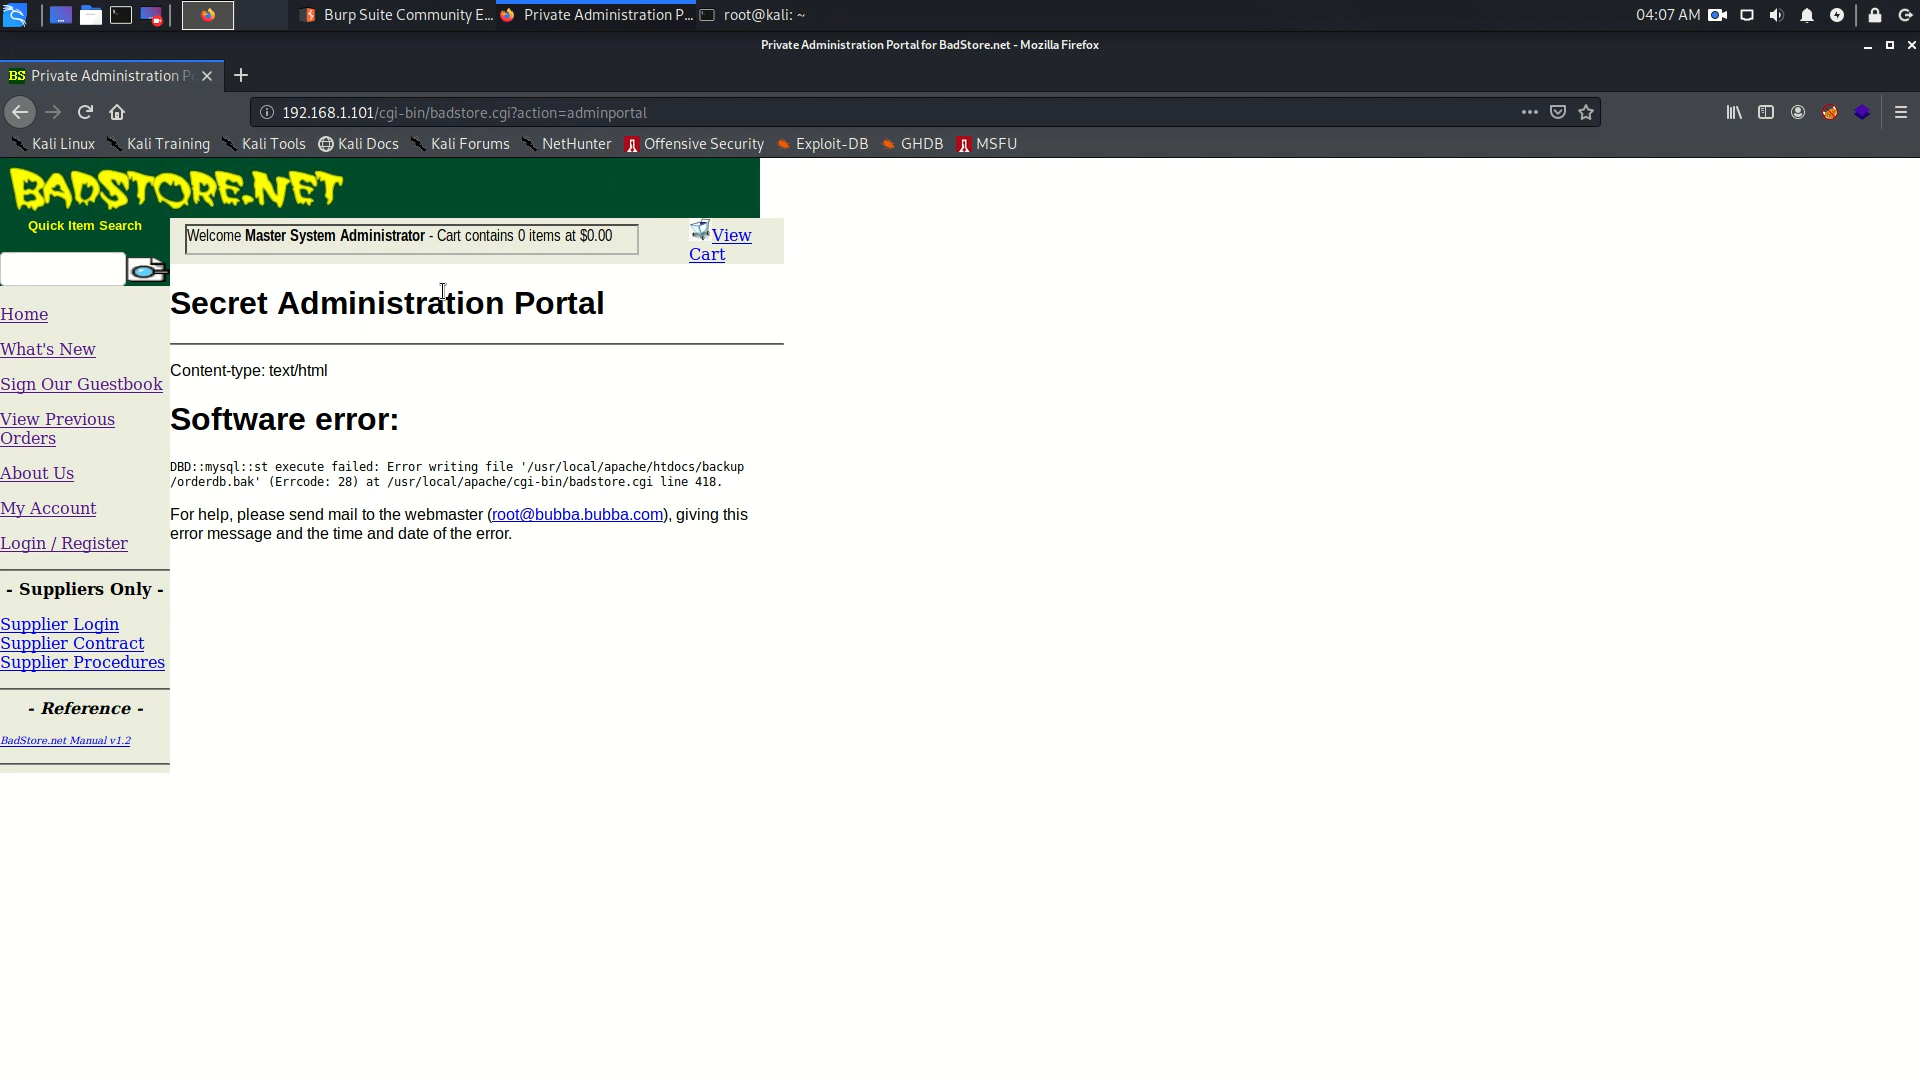 Burp Suite Community E...
Private Administration P...
root@kali: ~
04:07 AM
Private Administration Portal for BadStore.net - Mozilla Firefox
BS Private Administration P
192.168.1.101/cgi-bin/badstore.cgi?action=adminportal
Kali Linux
Kali Training
Kali Tools
Kali Docs
Kali Forums
NetHunter
Offensive Security
Exploit-DB
GHDB
MSFU
BADSTORE.NET
Quick Item Search
Welcome Master System Administrator - Cart contains 0 items at $0.00
View
Cart
Home
What's New
Sign Our Guestbook
View Previous
Orders
About Us
My Account
Login / Register
- Suppliers Only -
Supplier Login
Supplier Contract
Supplier Procedures
- Reference -
BadStore.net Manual v1.2
Secret Administration Portal
Content-type: text/html
Software error:
DBD::mysql::st execute failed: Error writing file '/usr/local/apache/htdocs/backup
/orderdb.bak' (Errcode: 28) at /usr/local/apache/cgi-bin/badstore.cgi line 418.
For help, please send mail to the webmaster (root@bubba.bubba.com), giving this
error message and the time and date of the error.